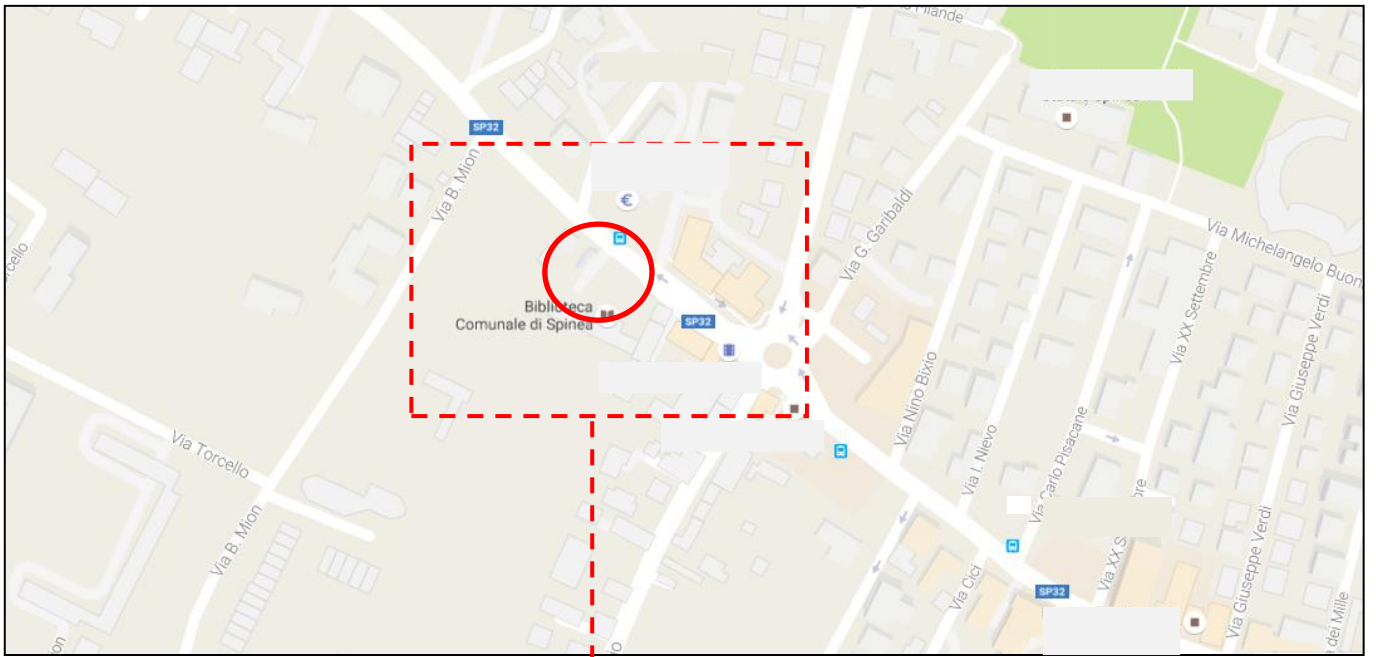 SP32
Via B. Mion
€
Via G. Garibaldi
Via Michelangelo Buon
Via XX Settembre
Biblioteca
Comunale di Spinea
SP32
Via Giuseppe Verdi
Via Nino Bixio
Via Torcello
Via I. Nievo
Via Carlo Pisacane
Via B. Mion
Via Giuseppe Verdi
Via XX S
bre
Via Cici
SP32
dei Mille